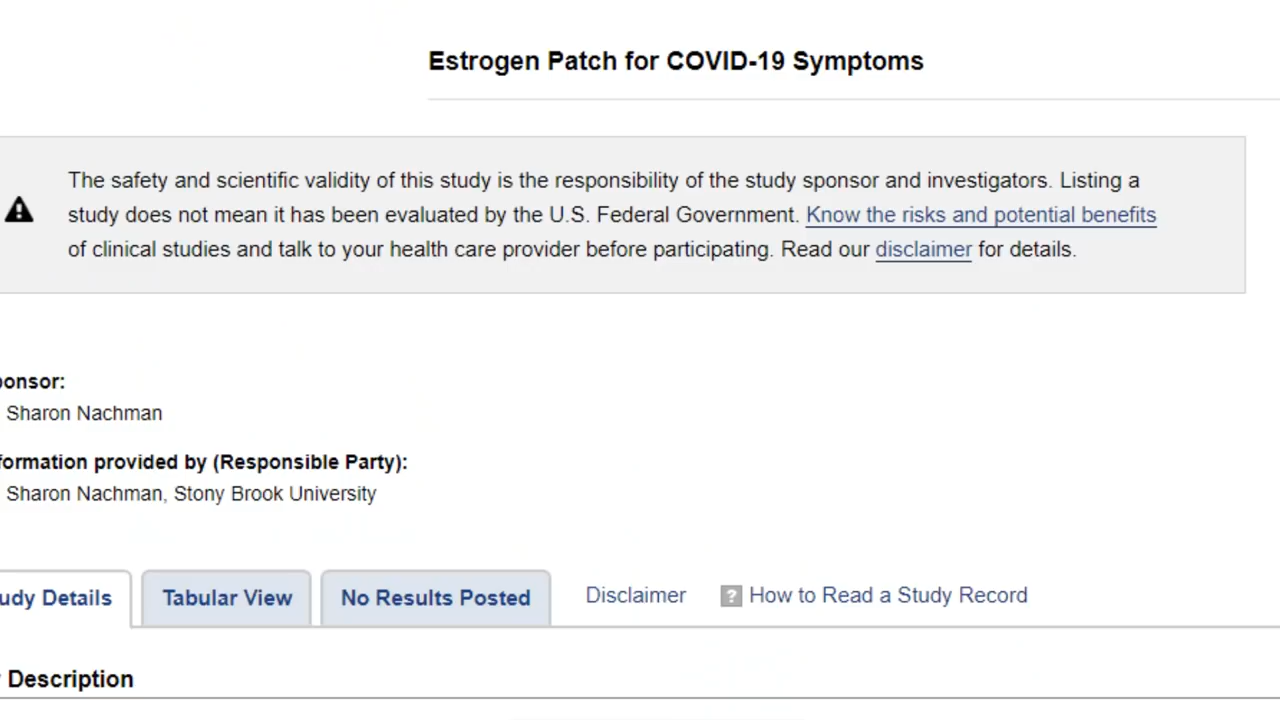 Estrogen Patch for COVID-19 Symptoms
The safety and scientific validity of this study is the responsibility of the study sponsor and investigators. Listing a
study does not mean it has been evaluated by the U.S. Federal Government. Know the risks and potential benefits
of clinical studies and talk to your health care provider before participating. Read our disclaimer for details.
ponsor:
Sharon Nachman
formation provided by (Responsible Party):
Sharon Nachman, Stony Brook University
udy Details Tabular View No Results Posted Disclaimer ? How to Read a Study Record
Description